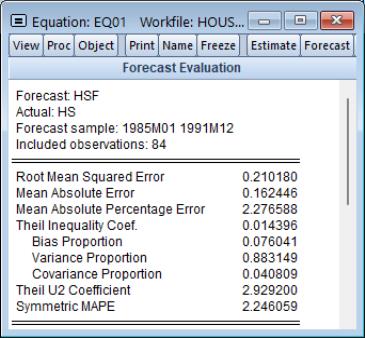 Equation: EQ01 Workfile: HOUS...
View Proc Object Print Name Freeze Estimate Forecast
Forecast Evaluation
Forecast: HSF
Actual: HS
Forecast sample: 1985M01 1991M12
Included observations: 84
Root Mean Squared Error 0.210180
Mean Absolute Error 0.162446
Mean Absolute Percentage Error 2.276588
Theil Inequality Coef. 0.014396
Bias Proportion 0.076041
Variance Proportion 0.883149
Covariance Proportion 0.040809
Theil U2 Coefficient 2.929200
Symmetric MAPE 2.246059